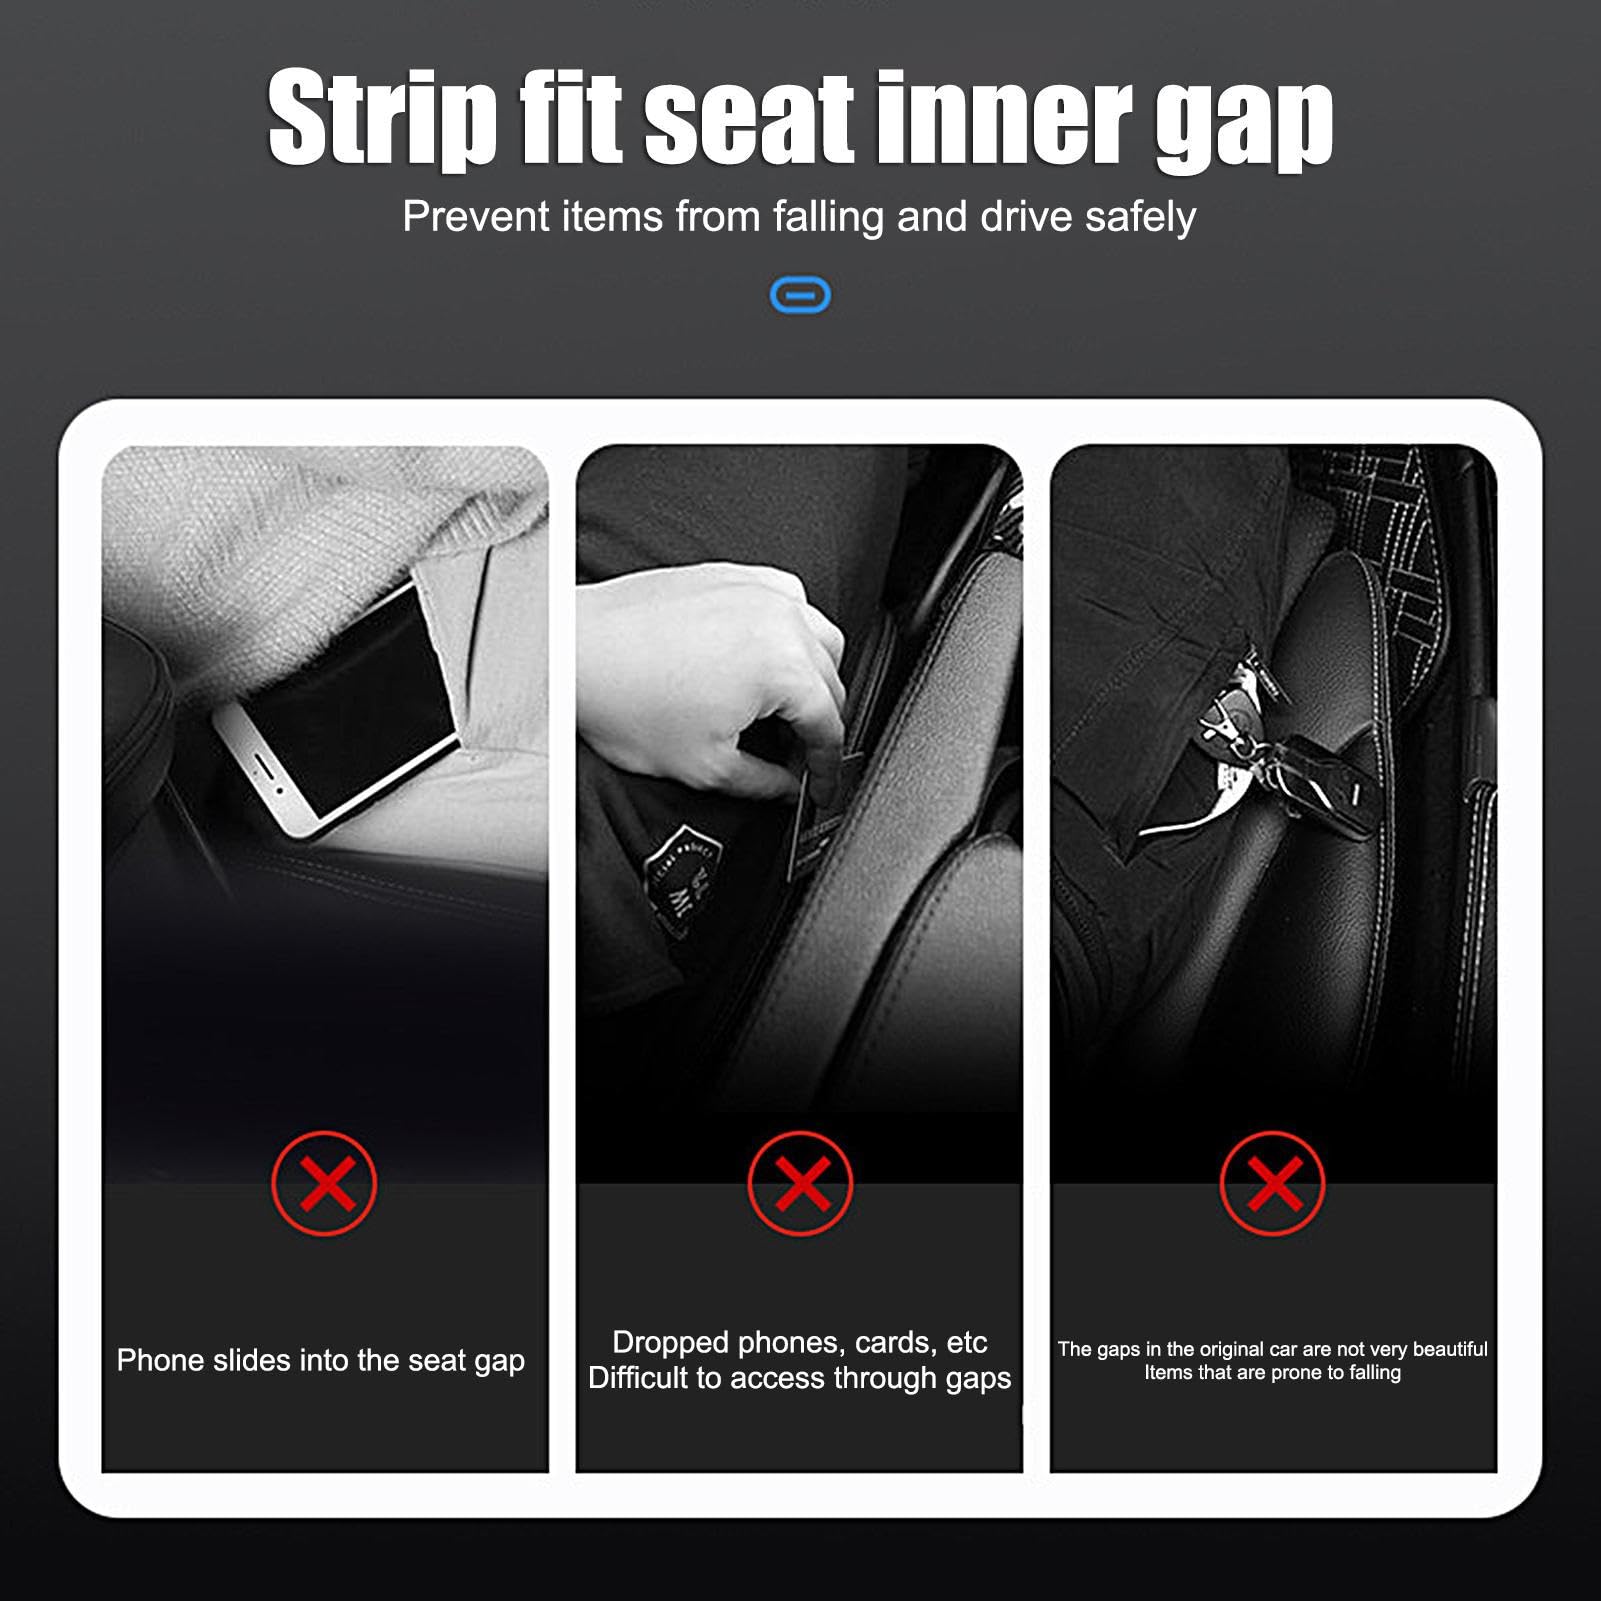 Strip fit seat inner gap
Prevent items from falling and drive safely
Phone slides into the seat gap
Dropped phones, cards, etc
Difficult to access through gaps
The gaps in the original car are not very beautiful
Items that are prone to falling